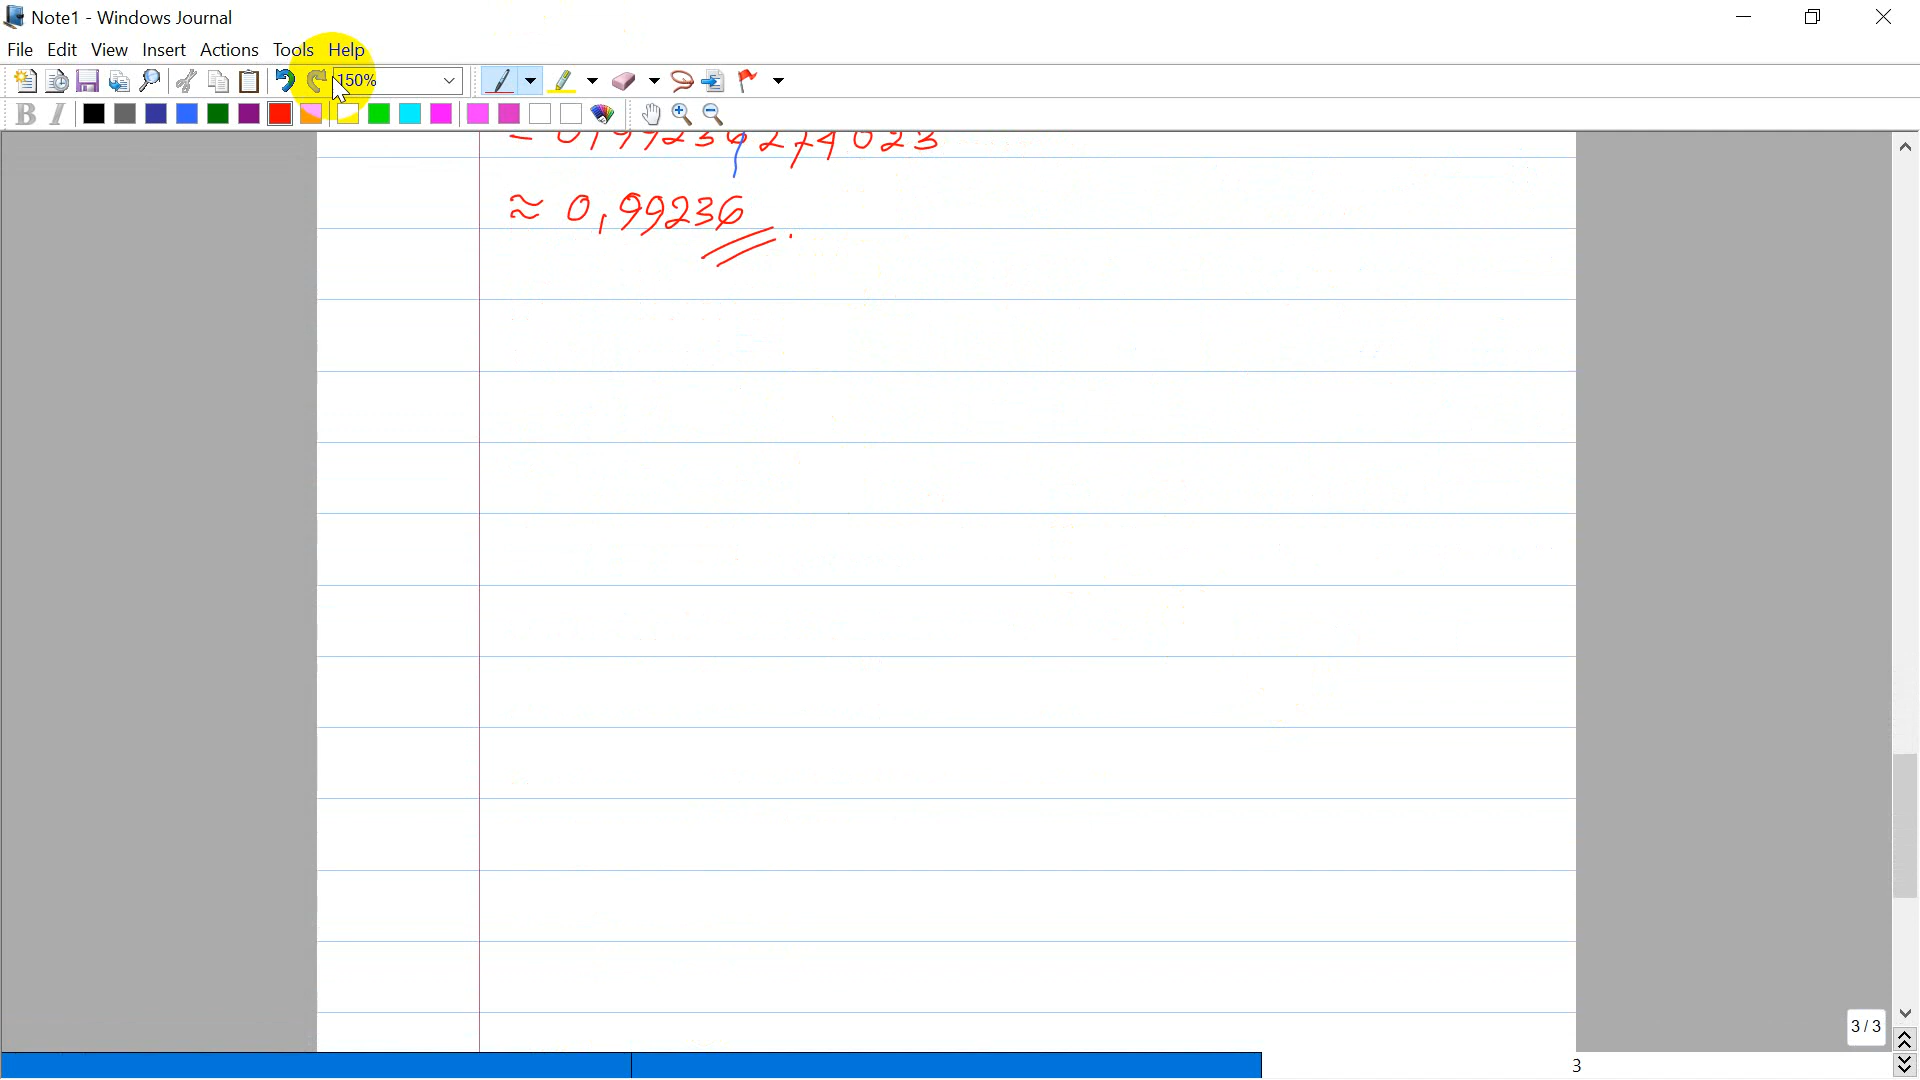 Note1 - Windows Journal
File Edit View Insert Actions Tools Help
150%
B I
≈ 0,99236
3 / 3
3